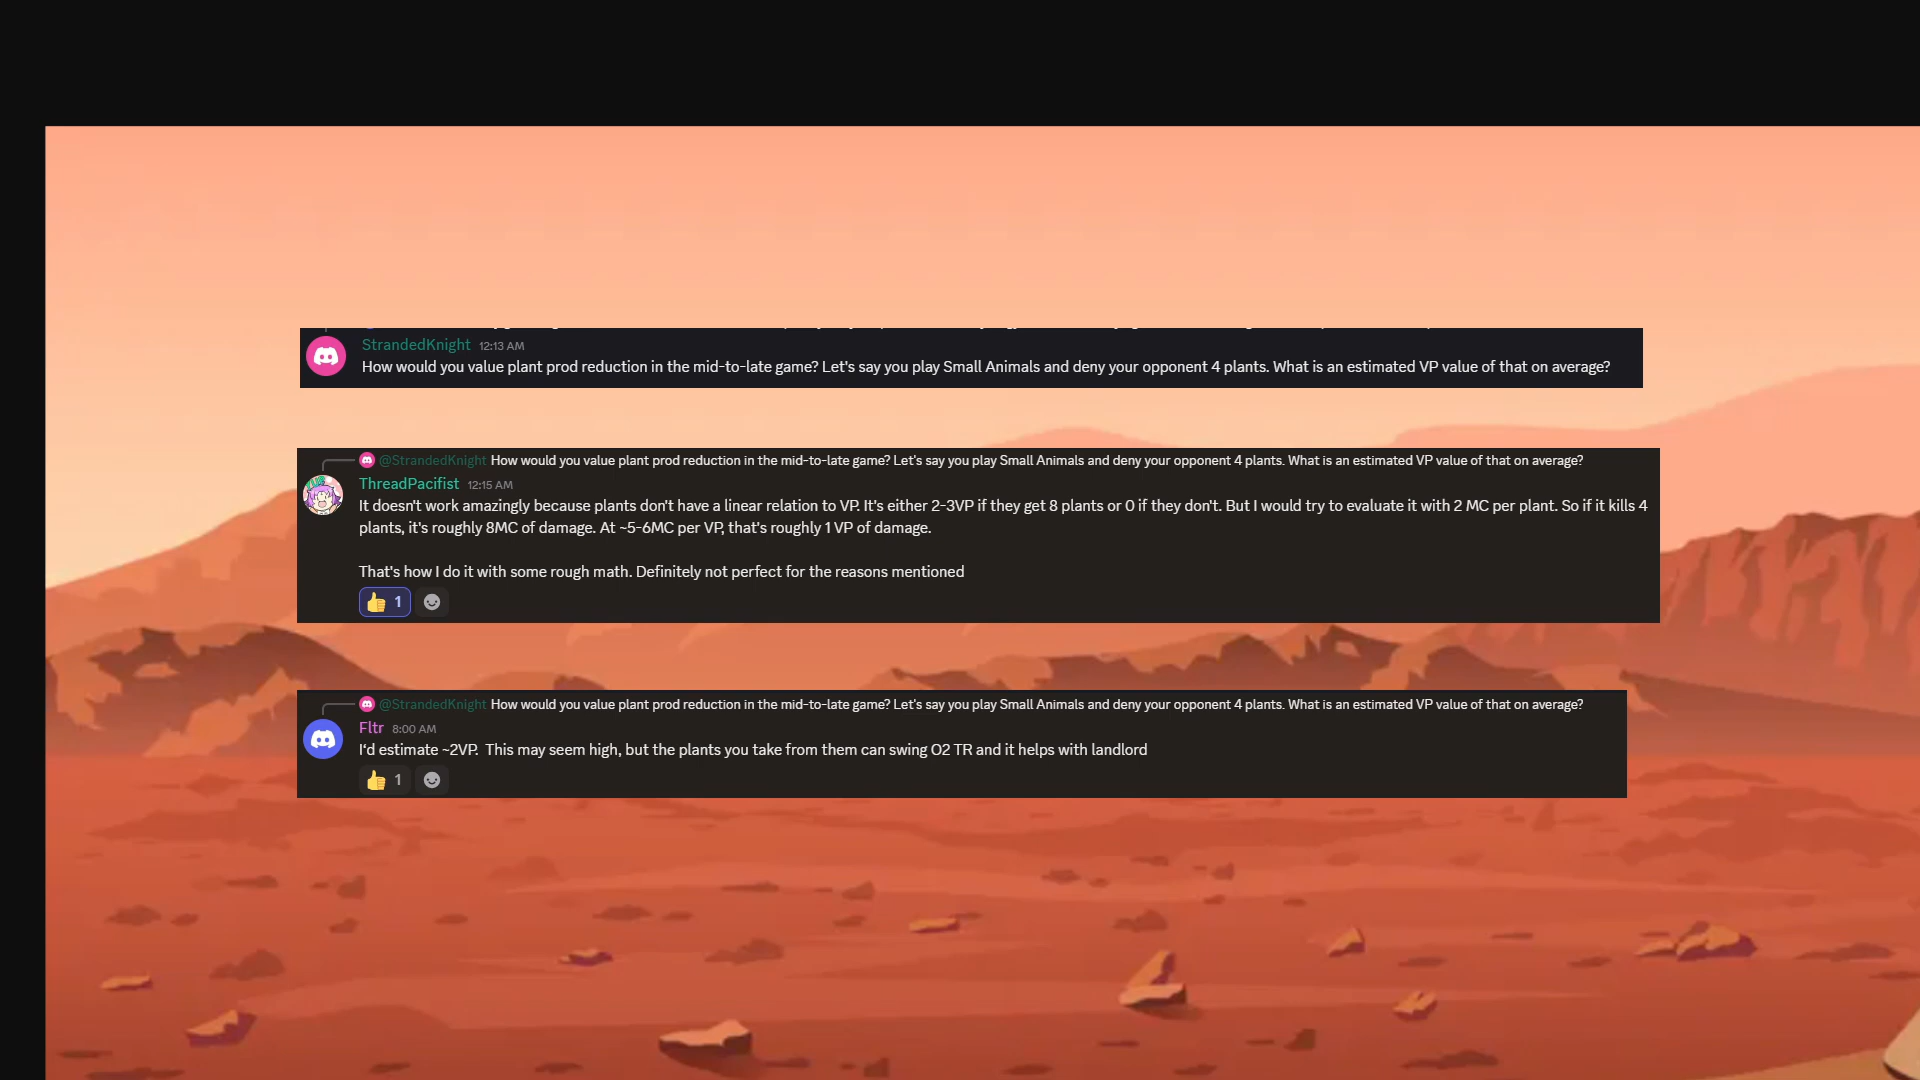 StrandedKnight 12:13 AM
How would you value plant prod reduction in the mid-to-late game? Let's say you play Small Animals and deny your opponent 4 plants. What is an estimated VP value of that on average?
@StrandedKnight How would you value plant prod reduction in the mid-to-late game? Let's say you play Small Animals and deny your opponent 4 plants. What is an estimated VP value of that on average?
ThreadPacifist 12:15 AM
It doesn't work amazingly because plants don't have a linear relation to VP. It's either 2-3VP if they get 8 plants or 0 if they don't. But I would try to evaluate it with 2 MC per plant. So if it kills 4
plants, it's roughly 8MC of damage. At ~5-6MC per VP, that's roughly 1 VP of damage.
That's how I do it with some rough math. Definitely not perfect for the reasons mentioned
👍 1
@StrandedKnight How would you value plant prod reduction in the mid-to-late game? Let's say you play Small Animals and deny your opponent 4 plants. What is an estimated VP value of that on average?
Fltr 8:00 AM
I'd estimate ~2VP. This may seem high, but the plants you take from them can swing O2 TR and it helps with landlord
👍 1